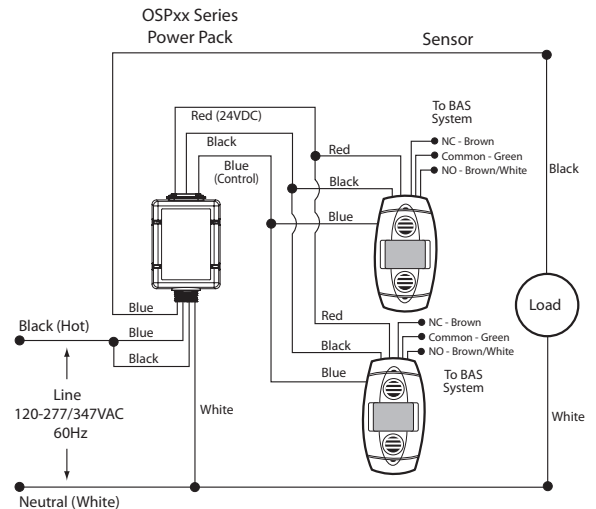 OSPxx Series
Power Pack
Sensor
Red (24VDC)
Black
Blue
(Control)
To BAS
System
NC - Brown
Common - Green
NO - Brown/White
Red
Black
Blue
Black
Load
Blue
Black (Hot)
Blue
Black
Red
Black
Blue
NC - Brown
Common - Green
NO - Brown/White
To BAS
System
Line
120-277/347VAC
60Hz
White
White
Neutral (White)